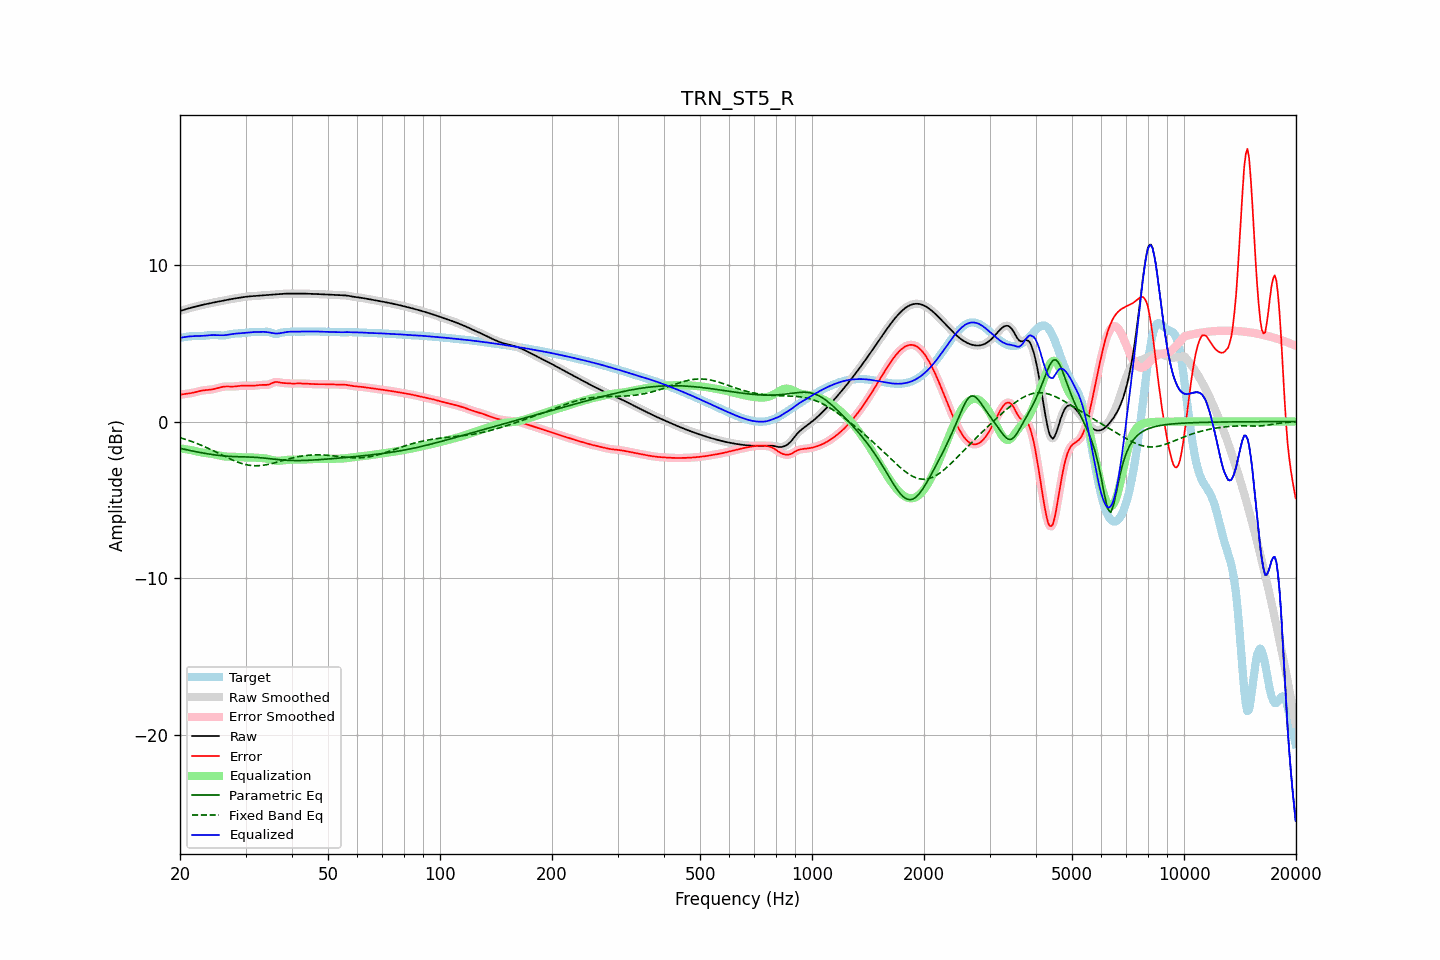 TRN_ST5_R
Amplitude (dBr)
10
0
−10
−20
Target
Raw Smoothed
Error Smoothed
Raw
Error
Equalization
Parametric Eq
Fixed Band Eq
Equalized
20 50 100 200 500 1000 2000 5000 10000 20000
Frequency (Hz)